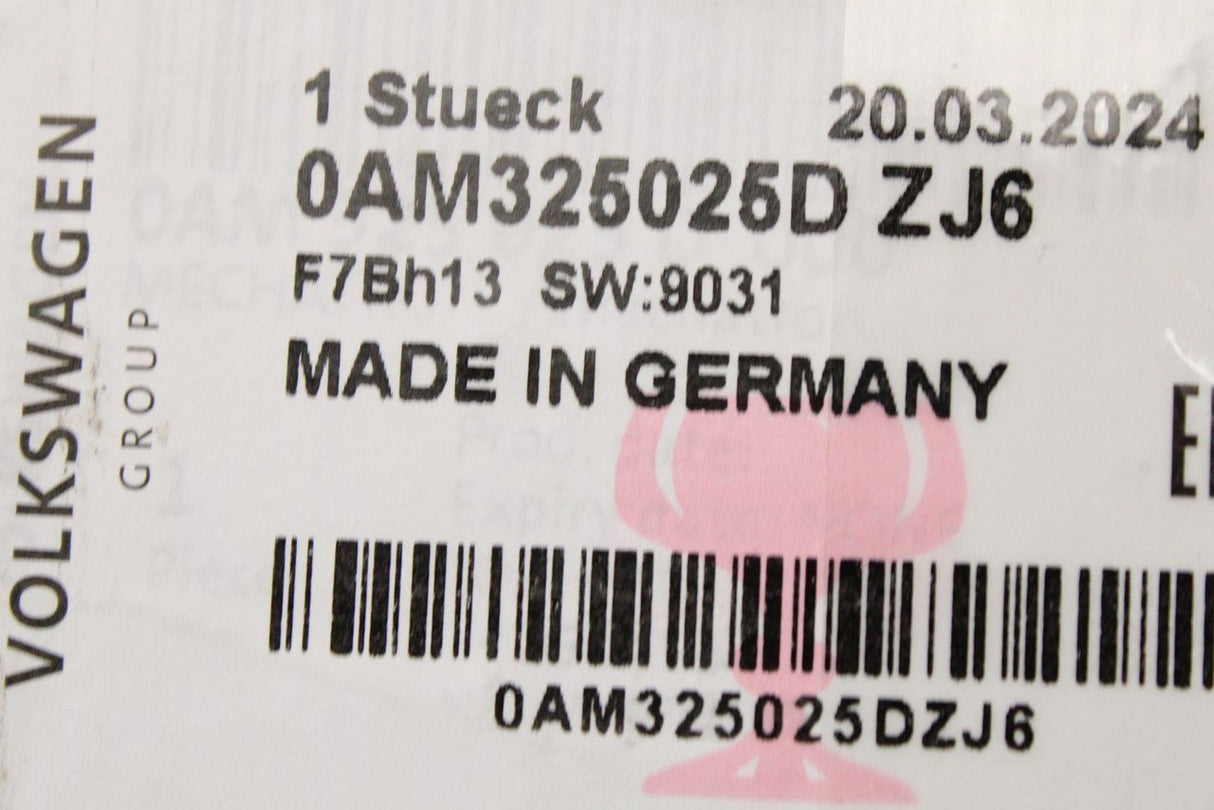 VOLKSWAGEN
GROUP
1 Stueck 20.03.2024
0AM325025D ZJ6
F7Bh13 SW:9031
MADE IN GERMANY
0AM325025DZJ6